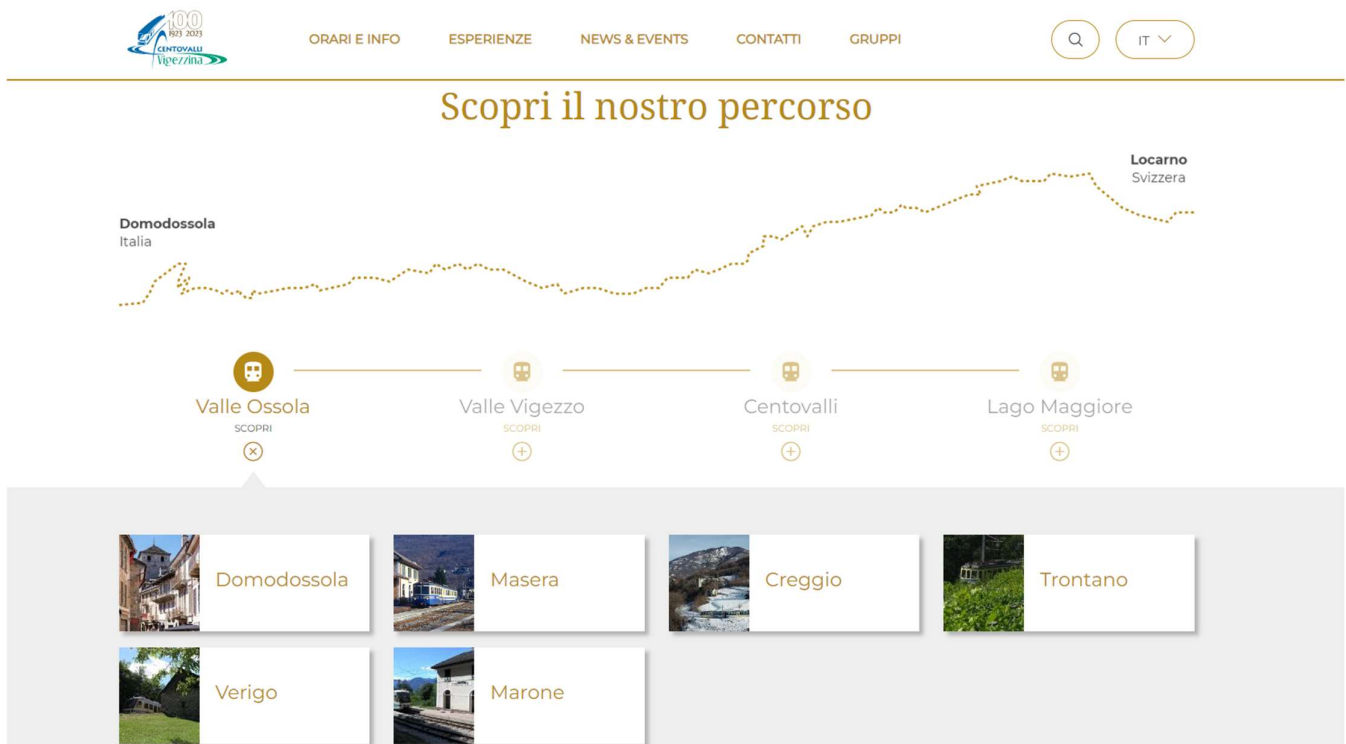 100
1923 2023
CENTOVALLI
Vigezzina
ORARI E INFO
ESPERIENZE
NEWS & EVENTS
CONTATTI
GRUPPI
IT
Scopri il nostro percorso
Locarno
Svizzera
Domodossola
Italia
Valle Ossola
SCOPRI
Valle Vigezzo
SCOPRI
Centovalli
SCOPRI
Lago Maggiore
SCOPRI
Domodossola
Masera
Creggio
Trontano
Verigo
Marone